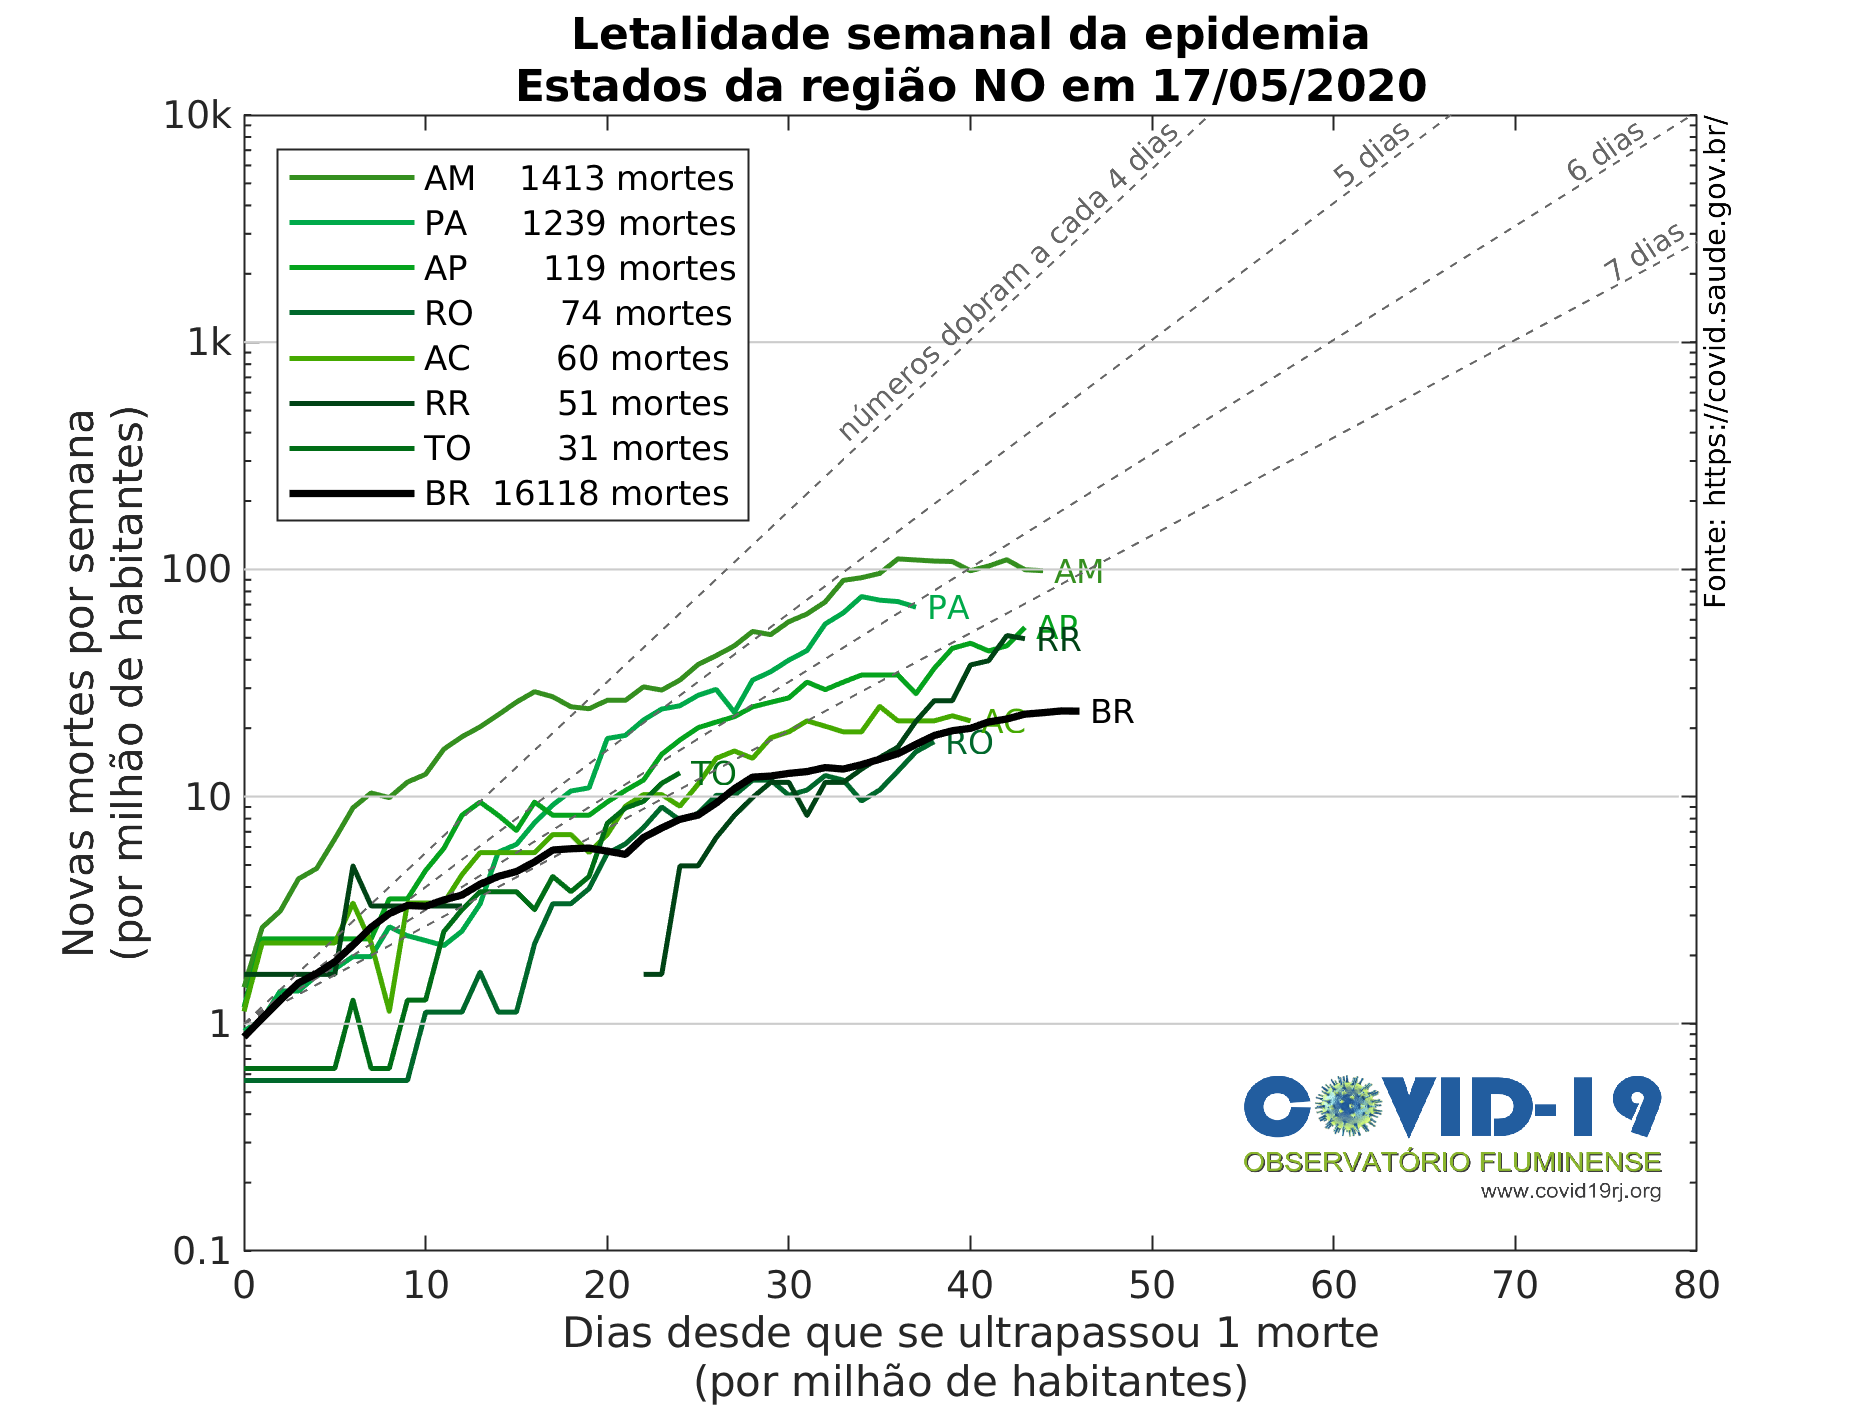 Letalidade semanal da epidemia
Estados da região NO em 17/05/2020
10k
1k
100
10
1
0.1
Novas mortes por semana
(por milhão de habitantes)
AM 1413 mortes
PA 1239 mortes
AP 119 mortes
RO 74 mortes
AC 60 mortes
RR 51 mortes
TO 31 mortes
BR 16118 mortes
números dobram a cada 4 dias
5 dias
6 dias
7 dias
Fonte: https://covid.saude.gov.br/
AM
PA
AP
RR
BR
AC
RO
TO
COVID-19
OBSERVATÓRIO FLUMINENSE
www.covid19rj.org
0 10 20 30 40 50 60 70 80
Dias desde que se ultrapassou 1 morte
(por milhão de habitantes)